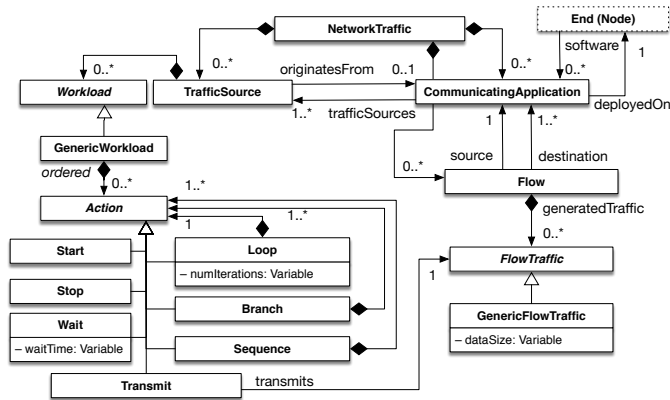 NetworkTraffic
End (Node)
software
1
0..*
0..*
originatesFrom
0..1
0..*
0..*
Workload
TrafficSource
CommunicatingApplication
deployedOn
1..*
trafficSources
1
1..*
GenericWorkload
source
destination
ordered
0..*
0..*
Flow
Action
1..*
1..*
1
generatedTraffic
0..*
Start
Loop
– numIterations: Variable
1
FlowTraffic
Stop
Branch
GenericFlowTraffic
– dataSize: Variable
Wait
– waitTime: Variable
Sequence
Transmit
transmits